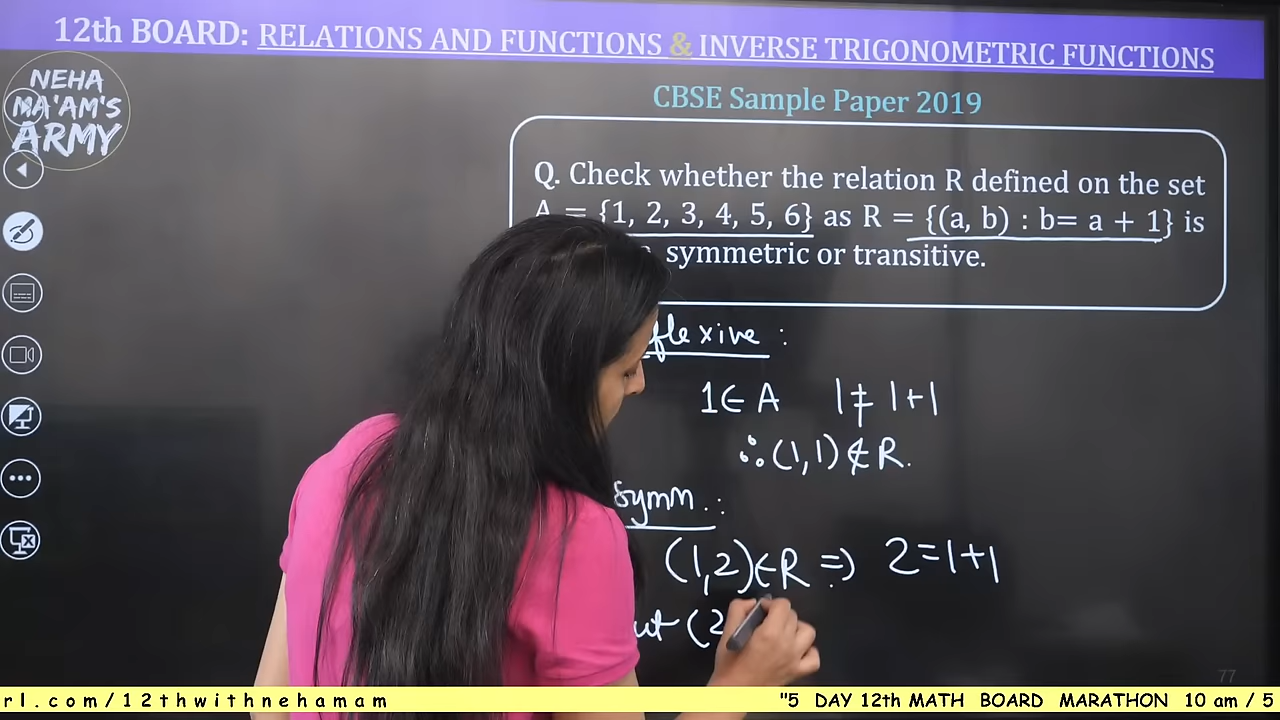 12th BOARD: RELATIONS AND FUNCTIONS & INVERSE TRIGONOMETRIC FUNCTIONS
NEHA
MA'AM'S
ARMY
CBSE Sample Paper 2019
Q. Check whether the relation R defined on the set
A = {1, 2, 3, 4, 5, 6} as R = {(a, b) : b= a + 1} is
symmetric or transitive.
flexive :
1∈ A 1 ≠ 1+1
∴(1,1) ∉ R.
Symm.:
(1,2)∈R ⇒ 2=1+1
ut (2
77
rl.com/12thwithnehamam
"5 DAY 12th MATH BOARD MARATHON 10 am / 5